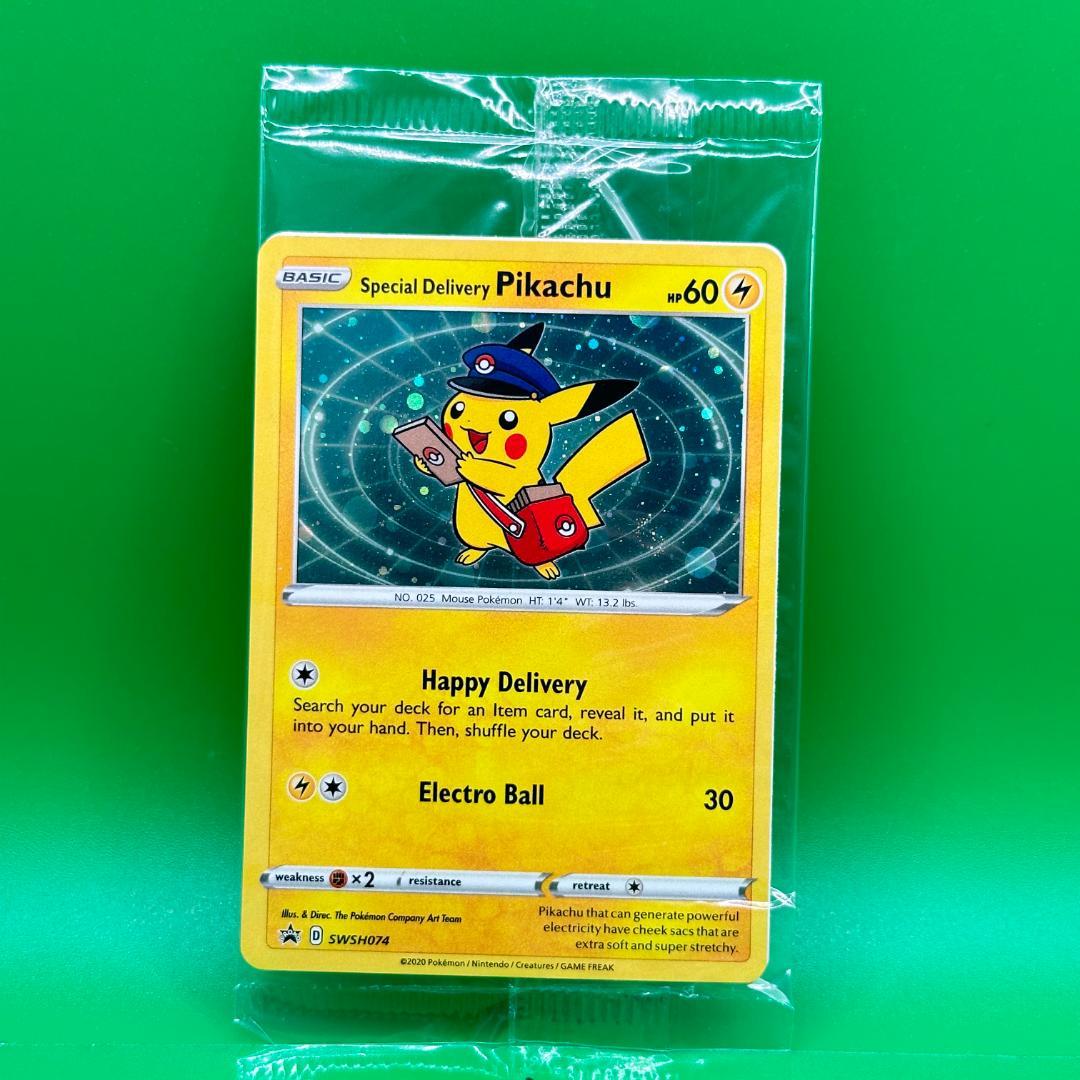 BASIC Special Delivery Pikachu HP 60
NO. 025 Mouse Pokémon HT: 1'4" WT: 13.2 lbs.
Happy Delivery
Search your deck for an Item card, reveal it, and put it
into your hand. Then, shuffle your deck.
Electro Ball 30
weakness ×2 resistance retreat
Illus. & Direc. The Pokémon Company Art Team
D SWSH074
Pikachu that can generate powerful
electricity have cheek sacs that are
extra soft and super stretchy.
©2020 Pokémon / Nintendo / Creatures / GAME FREAK